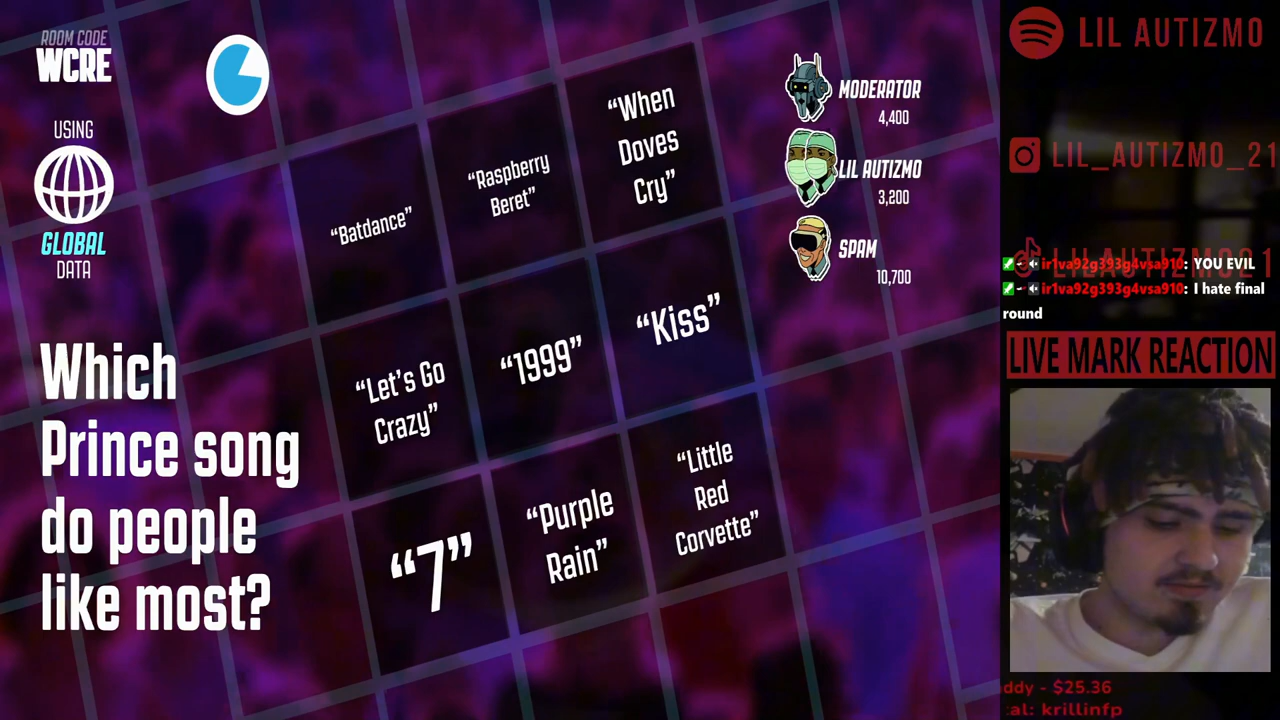 ROOM CODE
WCRE
USING
GLOBAL
DATA
Which
Prince song
do people
like most?
“Batdance”
“Raspberry
Beret”
“When
Doves
Cry”
“Let’s Go
Crazy”
“1999”
“Kiss”
“7”
“Purple
Rain”
“Little
Red
Corvette”
MODERATOR
4,400
LIL AUTIZMO
3,200
SPAM
10,700
LIL AUTIZMO
LIL_AUTIZMO_21
LILAUTIZMO21
ir1va92g393g4vsa910: YOU EVIL
ir1va92g393g4vsa910: I hate final
round
LIVE MARK REACTION
ddy - $25.36
tal: krillinfp